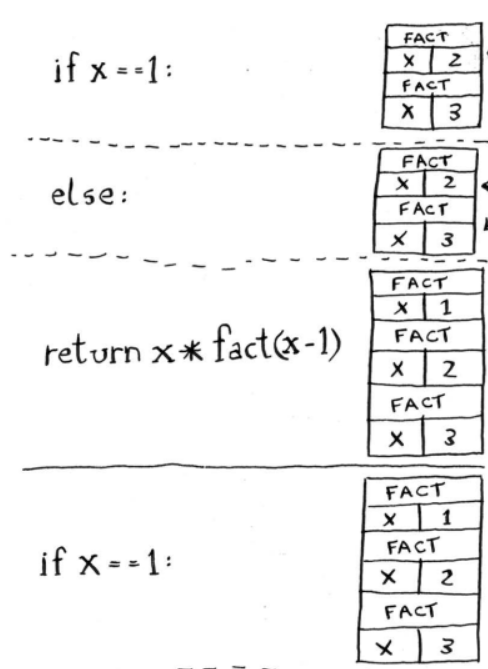 if x == 1:
FACT
x 2
FACT
x 3
else:
FACT
x 2
FACT
x 3
return x * fact(x-1)
FACT
x 1
FACT
x 2
FACT
x 3
if x == 1:
FACT
x 1
FACT
x 2
FACT
x 3